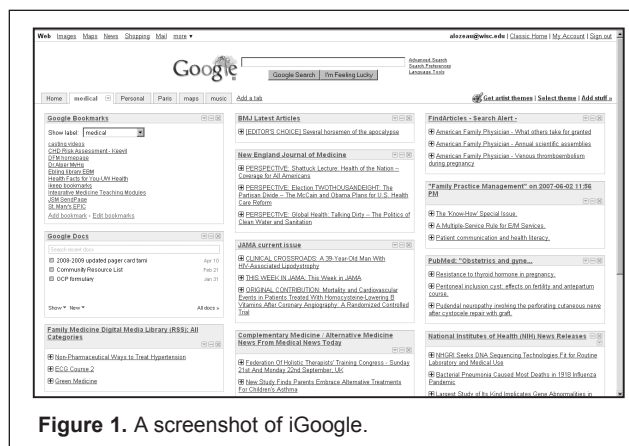 Web Images Maps News Shopping Mail more ▼
alozeau@wisc.edu | Classic Home | My Account | Sign out
Google
Advanced Search
Search Preferences
Language Tools
Google Search I'm Feeling Lucky
Home medical Personal Paris maps music Add a tab
Get artist themes | Select theme | Add stuff »
Google Bookmarks
Show label: medical
casting videos
CHD Risk Assessment - Keevil
DFM homepage
Dr.Alper MyHq
Ebling library EBM
Health Facts for You-UW Health
ikeep bookmarks
Integrative Medicine Teaching Modules
JSM SendPage
St. Mary's EPIC
Add bookmark - Edit bookmarks
Google Docs
Search recent docs
2008-2009 updated pager card tami Apr 10
Community Resource List Feb 21
OCP formulary Jan 31
Show ▼ New ▼ All docs »
Family Medicine Digital Media Library (RSS): All
Categories
Non-Pharmaceutical Ways to Treat Hypertension
ECG Course 2
Green Medicine
BMJ Latest Articles
[EDITOR'S CHOICE] Several horsemen of the apocalypse
New England Journal of Medicine
PERSPECTIVE: Shattuck Lecture: Health of the Nation --
Coverage for All Americans
PERSPECTIVE: Election TWOTHOUSANDEIGHT: The
Partisan Divide -- The McCain and Obama Plans for U.S. Health
Care Reform
PERSPECTIVE: Global Health: Talking Dirty -- The Politics of
Clean Water and Sanitation
JAMA current issue
CLINICAL CROSSROADS: A 39-Year-Old Man With
HIV-Associated Lipodystrophy
THIS WEEK IN JAMA: This Week in JAMA
ORIGINAL CONTRIBUTION: Mortality and Cardiovascular
Events in Patients Treated With Homocysteine-Lowering B
Vitamins After Coronary Angiography: A Randomized Controlled
Trial
Complementary Medicine / Alternative Medicine
News From Medical News Today
Federation Of Holistic Therapists' Training Congress - Sunday
21st And Monday 22nd September, UK
New Study Finds Parents Embrace Alternative Treatments
For Children's Asthma
FindArticles - Search Alert -
American Family Physician - What others take for granted
American Family Physician - Annual scientific assemblies
American Family Physician - Venous thromboembolism
during pregnancy
"Family Practice Management" on 2007-06-02 11:56
PM
The 'Know-How' Special Issue.
A Multiple-Service Rule for E/M Services.
Patient communication and health literacy.
PubMed: "Obstetrics and gyne...
Resistance to thyroid hormone in pregnancy.
Peritoneal inclusion cyst: effects on fertility and antepartum
course.
Pudendal neuropathy involving the perforating cutaneous nerve
after cystocele repair with graft.
National Institutes of Health (NIH) News Releases
NHGRI Seeks DNA Sequencing Technologies Fit for Routine
Laboratory and Medical Use
Bacterial Pneumonia Caused Most Deaths in 1918 Influenza
Pandemic
Largest Study of Its Kind Implicates Gene Abnormalities in
Figure 1. A screenshot of iGoogle.